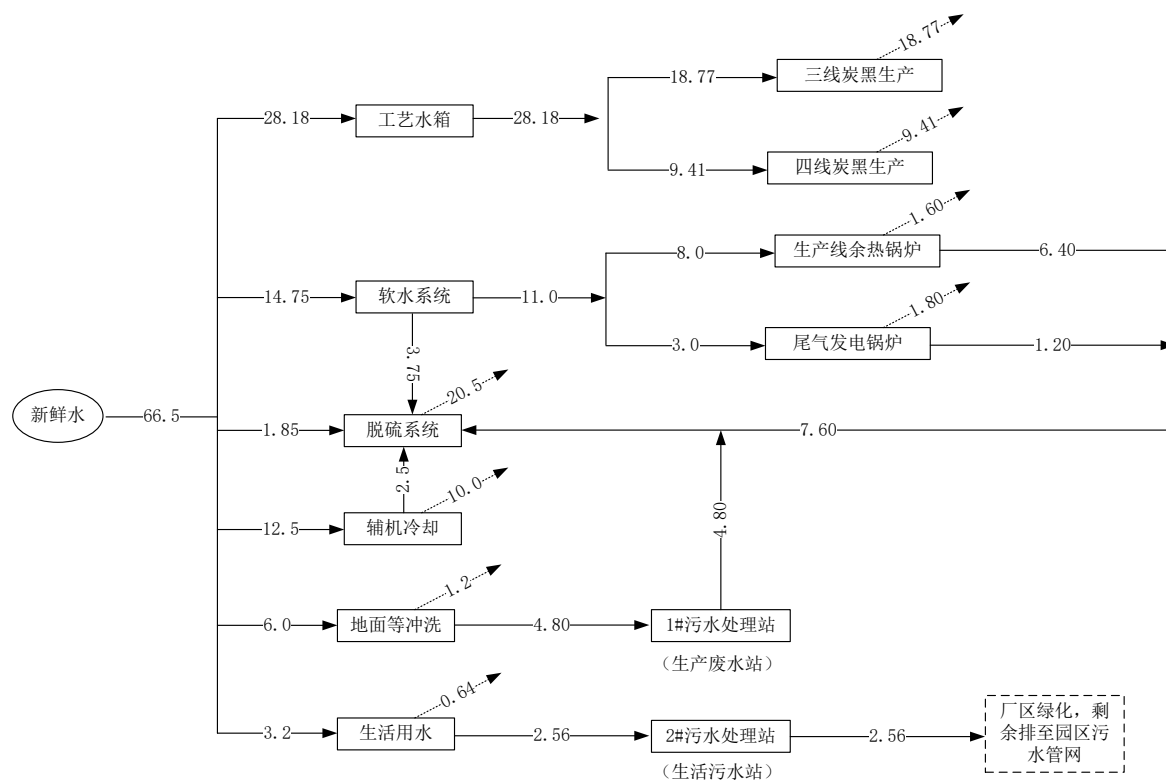 18.77
18.77
三线炭黑生产
28.18
工艺水箱
28.18
9.41
9.41
四线炭黑生产
1.60
8.0
生产线余热锅炉
6.40
14.75
软水系统
11.0
1.80
3.0
尾气发电锅炉
1.20
3.75
20.5
新鲜水
66.5
1.85
脱硫系统
7.60
2.5
10.0
4.80
12.5
辅机冷却
1.2
6.0
地面等冲洗
4.80
1#污水处理站
（生产废水站）
0.64
3.2
生活用水
2.56
2#污水处理站
2.56
（生活污水站）
厂区绿化，剩
余排至园区污
水管网